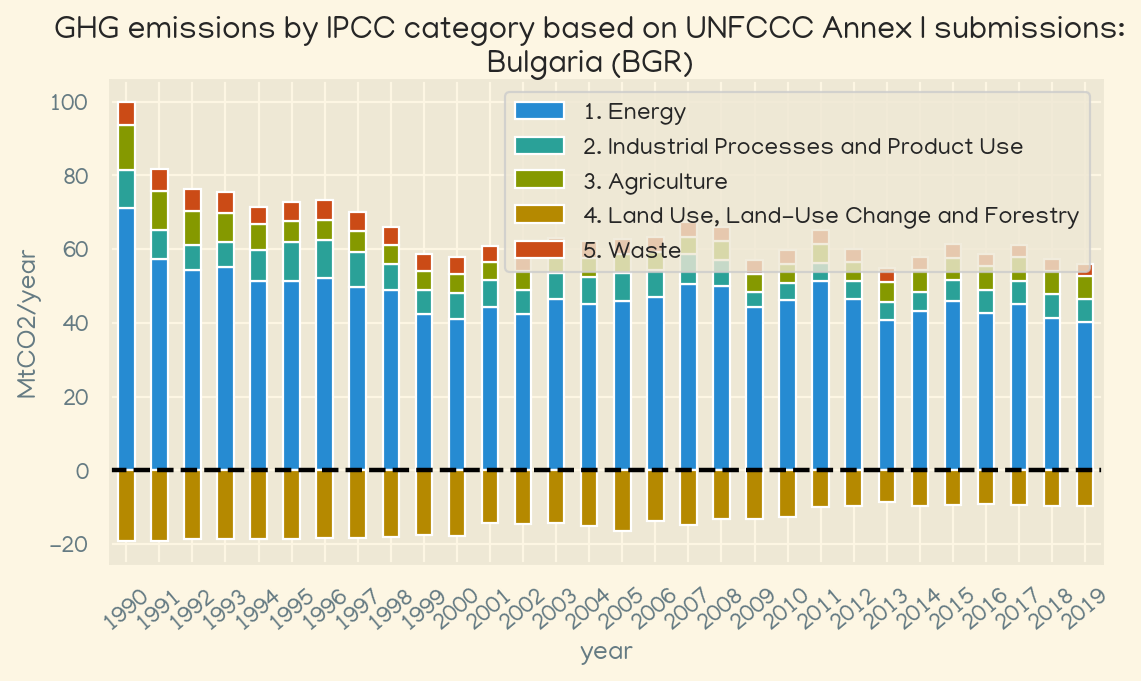 GHG emissions by IPCC category based on UNFCCC Annex I submissions:
Bulgaria (BGR)
1. Energy
2. Industrial Processes and Product Use
3. Agriculture
4. Land Use, Land-Use Change and Forestry
5. Waste
MtCO2/year
100
80
60
40
20
0
−20
1990 1991 1992 1993 1994 1995 1996 1997 1998 1999 2000 2001 2002 2003 2004 2005 2006 2007 2008 2009 2010 2011 2012 2013 2014 2015 2016 2017 2018 2019
year